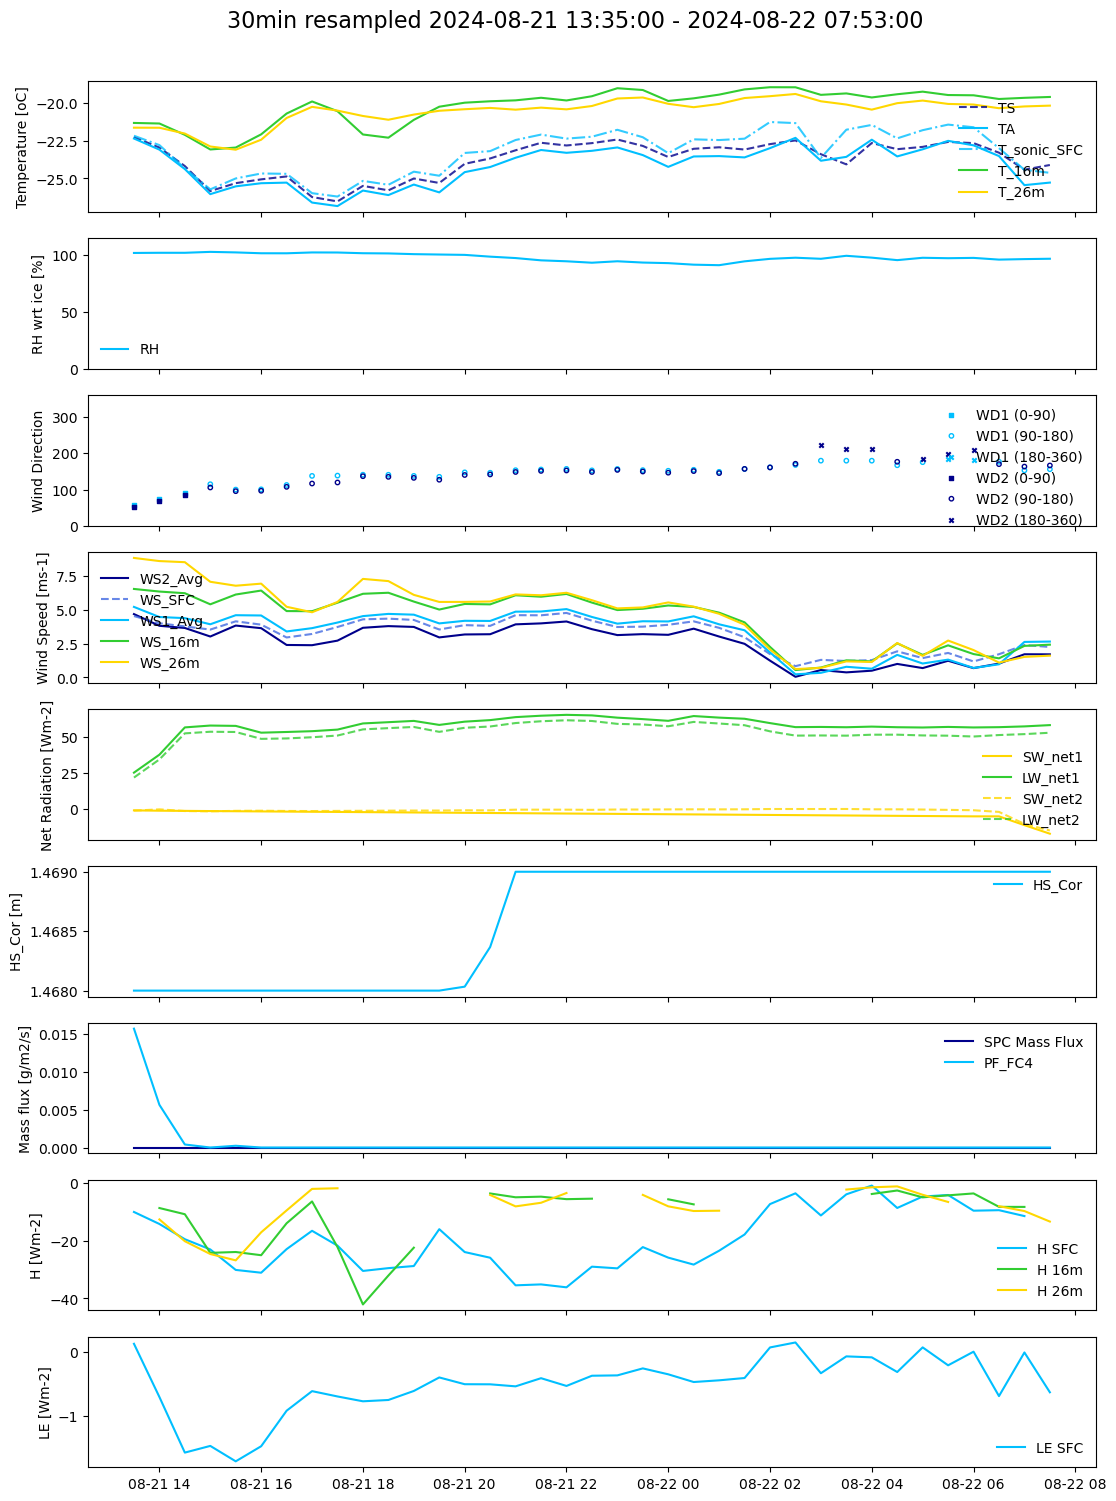 30min resampled 2024-08-21 13:35:00 - 2024-08-22 07:53:00
Temperature [oC]
−20.0
−22.5
−25.0
TS
TA
T_sonic_SFC
T_16m
T_26m
RH wrt ice [%]
100
50
0
RH
Wind Direction
300
200
100
0
WD1 (0-90)
WD1 (90-180)
WD1 (180-360)
WD2 (0-90)
WD2 (90-180)
WD2 (180-360)
Wind Speed [ms-1]
7.5
5.0
2.5
0.0
WS2_Avg
WS_SFC
WS1_Avg
WS_16m
WS_26m
Net Radiation [Wm-2]
50
25
0
SW_net1
LW_net1
SW_net2
LW_net2
HS_Cor [m]
1.4690
1.4685
1.4680
HS_Cor
Mass flux [g/m2/s]
0.015
0.010
0.005
0.000
SPC Mass Flux
PF_FC4
H [Wm-2]
0
−20
−40
H SFC
H 16m
H 26m
LE [Wm-2]
0
−1
LE SFC
08-21 14 08-21 16 08-21 18 08-21 20 08-21 22 08-22 00 08-22 02 08-22 04 08-22 06 08-22 08